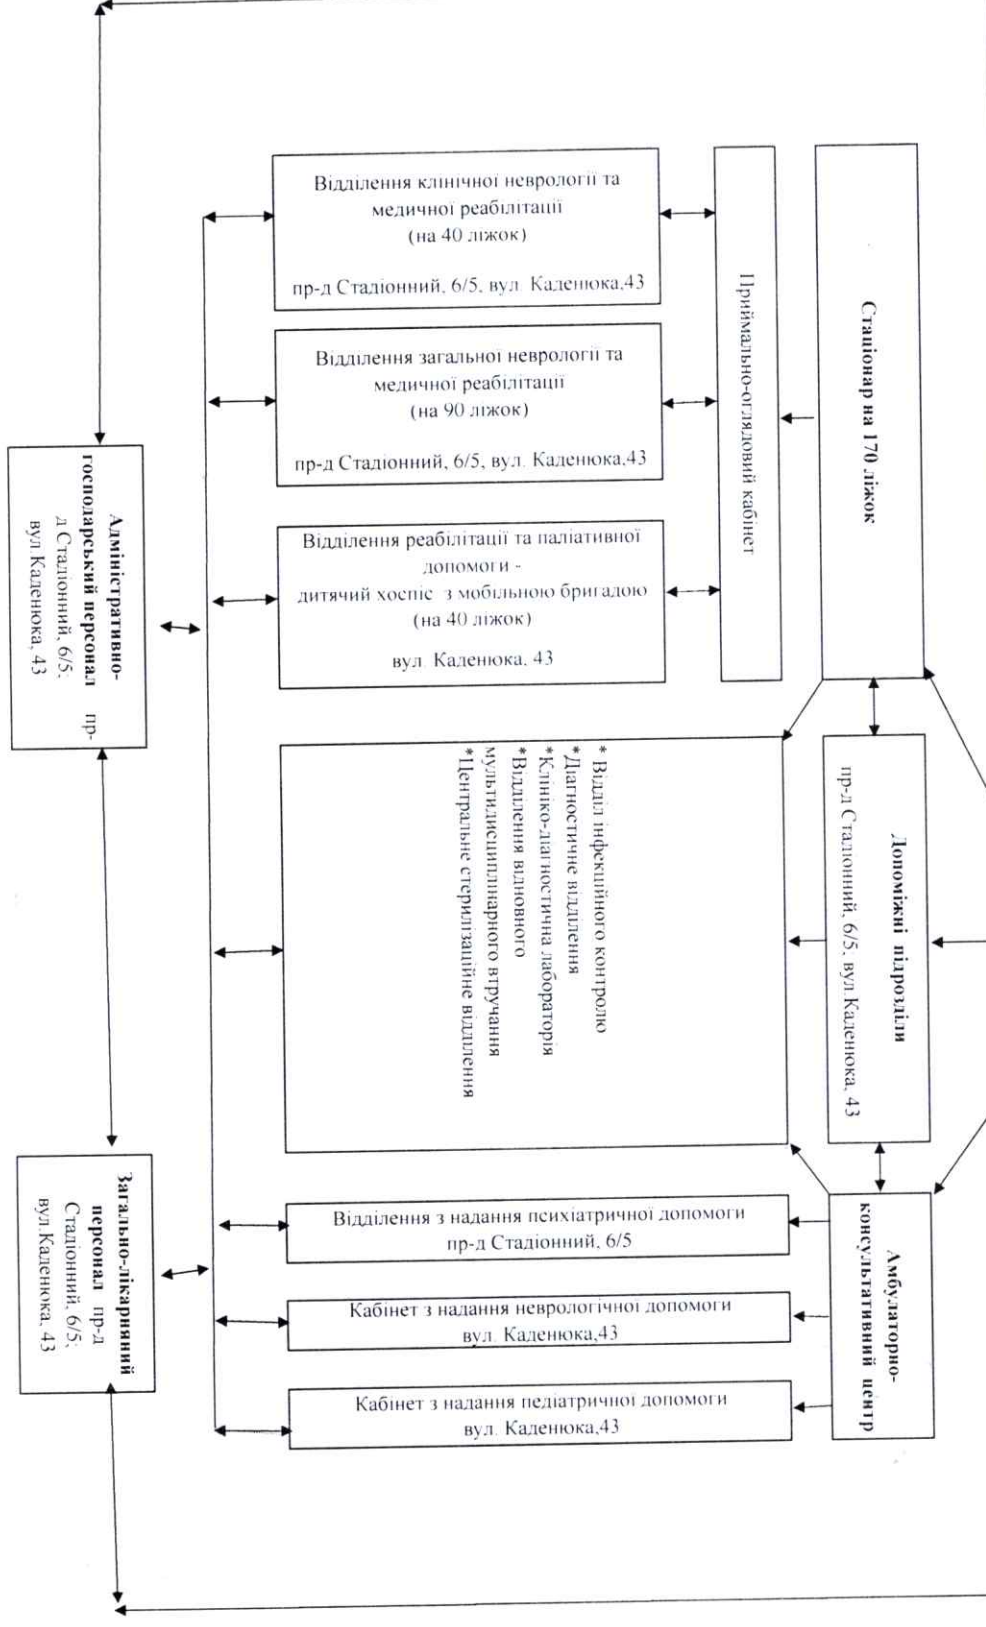 Стаціонар на 170 ліжок
Приймально-оглядовий кабінет
Відділення клінічної неврології та
медичної реабілітації
(на 40 ліжок)
пр-д Стадіонний, 6/5, вул. Каденюка,43
Відділення загальної неврології та
медичної реабілітації
(на 90 ліжок)
пр-д Стадіонний, 6/5, вул. Каденюка,43
Відділення реабілітації та паліативної
допомоги -
дитячий хоспіс з мобільною бригадою
(на 40 ліжок)
вул. Каденюка, 43
Допоміжні підрозділи
пр-д Стадіонний, 6/5; вул.Каденюка, 43
* Відділ інфекційного контролю
*Діагностичне відділення
*Клініко-діагностична лабораторія
*Відділення відновного
мультидисциплінарного втручання
*Центральне стерилізаційне відділення
Амбулаторно-
консультативний центр
Відділення з надання психіатричної допомоги
пр-д Стадіонний, 6/5
Кабінет з надання неврологічної допомоги
вул. Каденюка,43
Кабінет з надання педіатричної допомоги
вул. Каденюка,43
Адміністративно-
господарський персонал пр-
д Стадіонний, 6/5;
вул.Каденюка, 43
Загально-лікарняний
персонал пр-д
Стадіонний, 6/5;
вул.Каденюка, 43